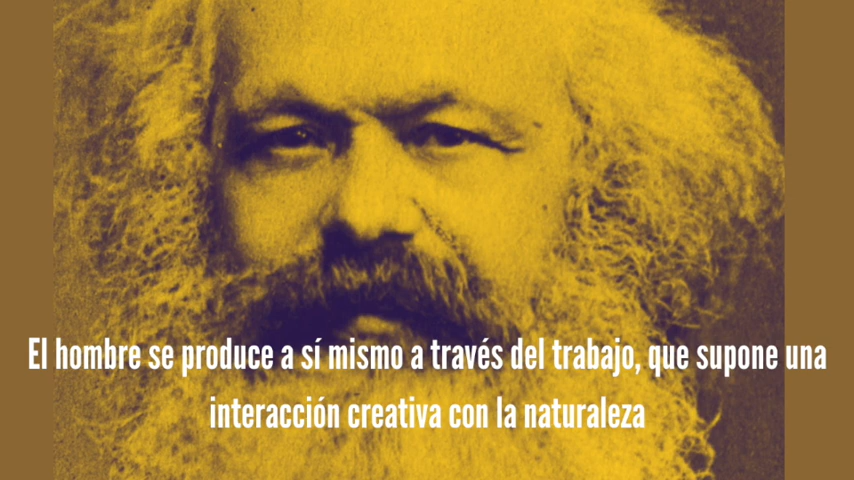 El hombre se produce a sí mismo a través del trabajo, que supone una
interacción creativa con la naturaleza